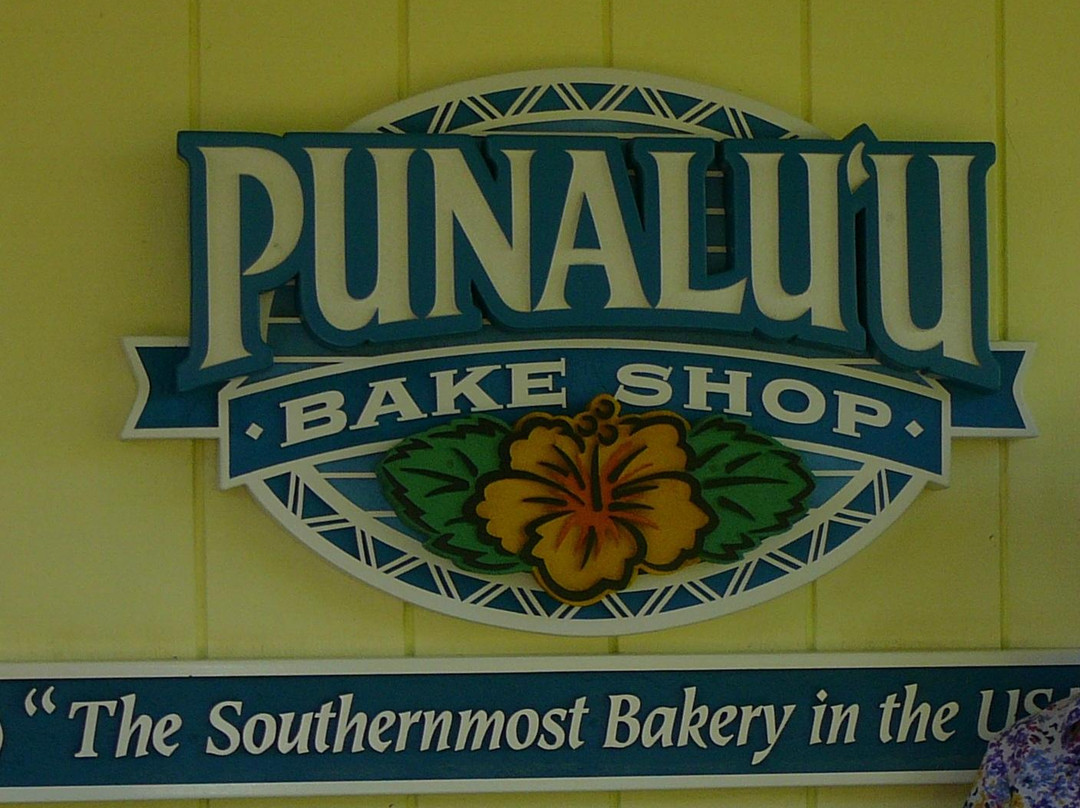 PUNALU‘U
BAKE SHOP
“The Southernmost Bakery in the US